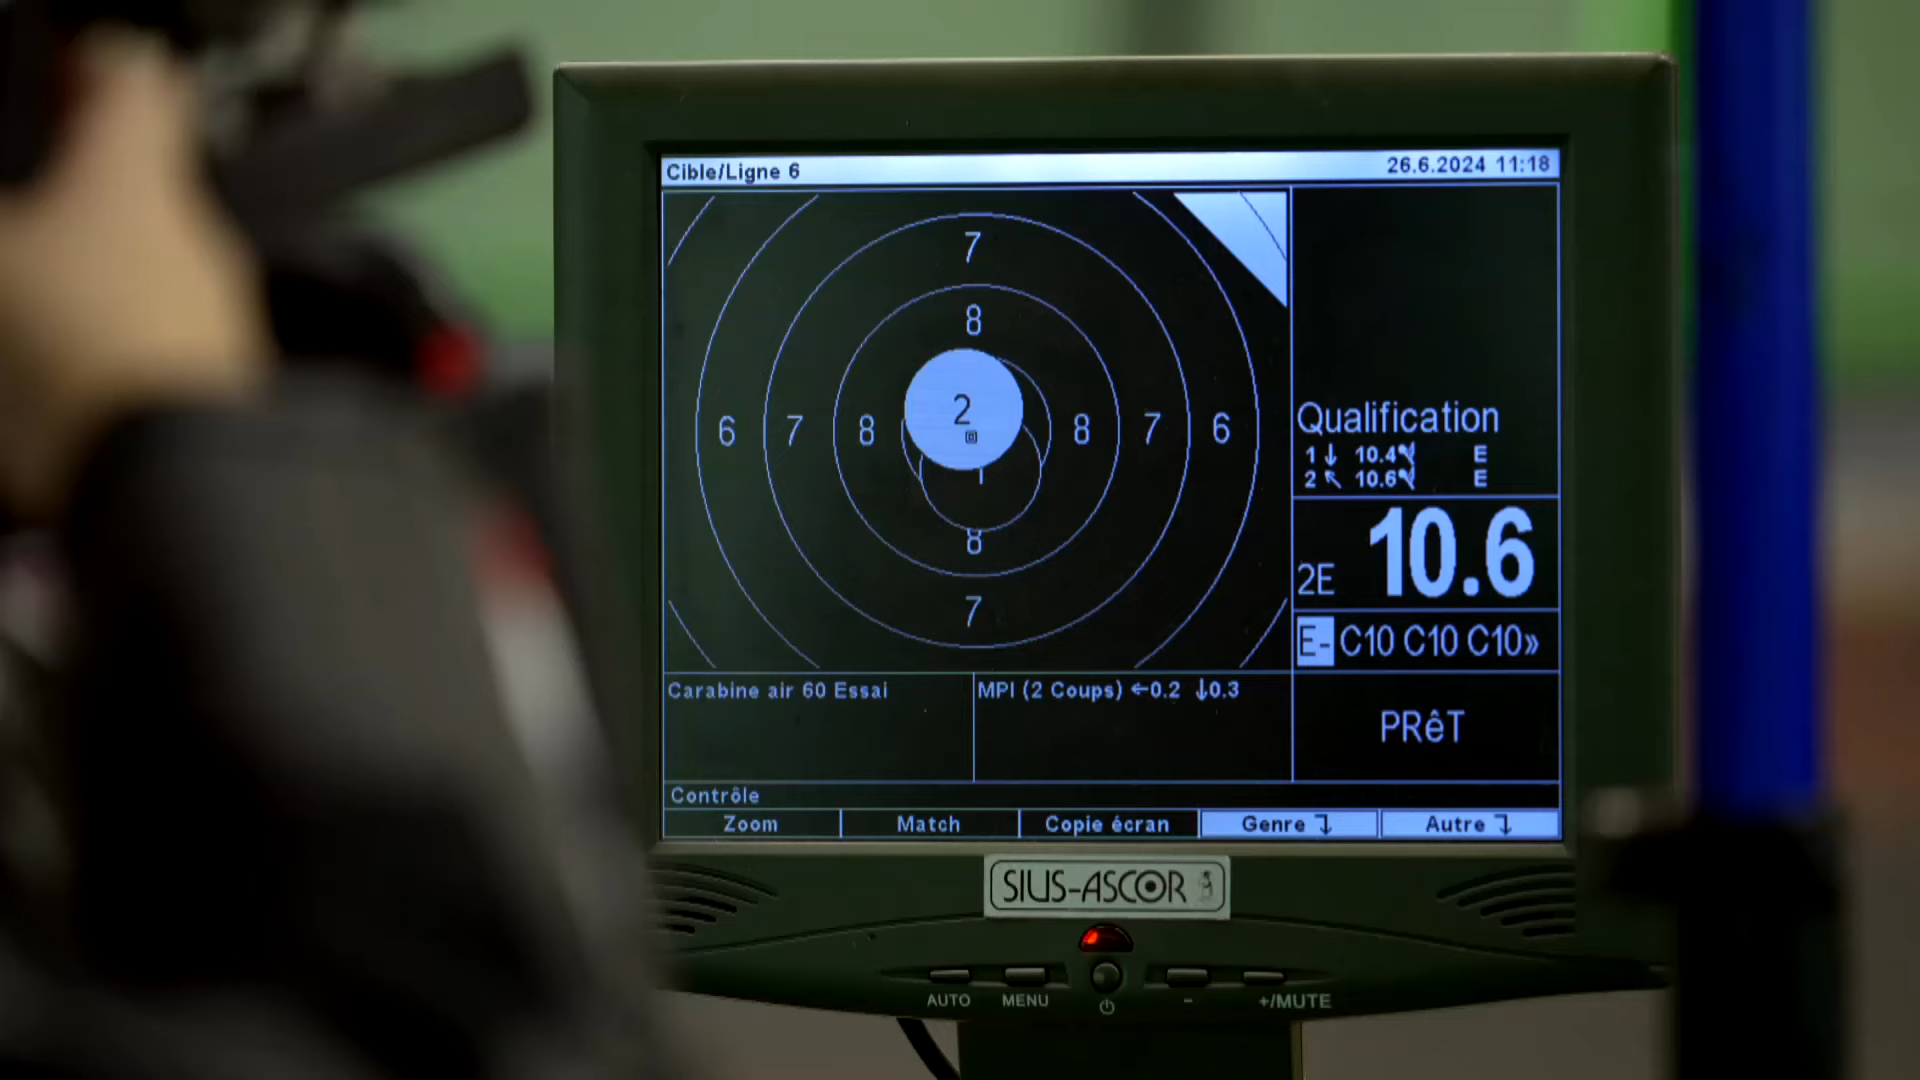 Cible/Ligne 6
26.6.2024 11:18
7
8
6 7 8 2 8 7 6
1
8
7
Qualification
1 ↓ 10.4 E
2 ↖ 10.6 E
2E 10.6
E- C10 C10 C10»
Carabine air 60 Essai
MPI (2 Coups) ←0.2 ↓0.3
PRêT
Contrôle
Zoom
Match
Copie écran
Genre
Autre
SIUS-ASCOR
AUTO
MENU
-
+/MUTE